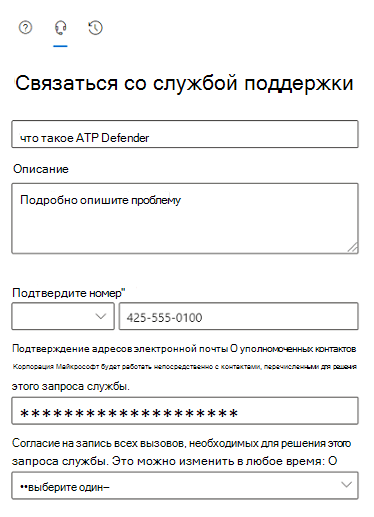 Связаться со службой поддержки
что такое ATP Defender
Описание
Подробно опишите проблему
Подтвердите номер"
425-555-0100
Подтверждение адресов электронной почты О уполномоченных контактов
Корпорация Майкрософт будет работать непосредственно с контактами, перечисленными для решения
этого запроса службы.
********************
Согласие на запись всех вызовов, необходимых для решения этого
запроса службы. Это можно изменить в любое время: О
••выберите один–